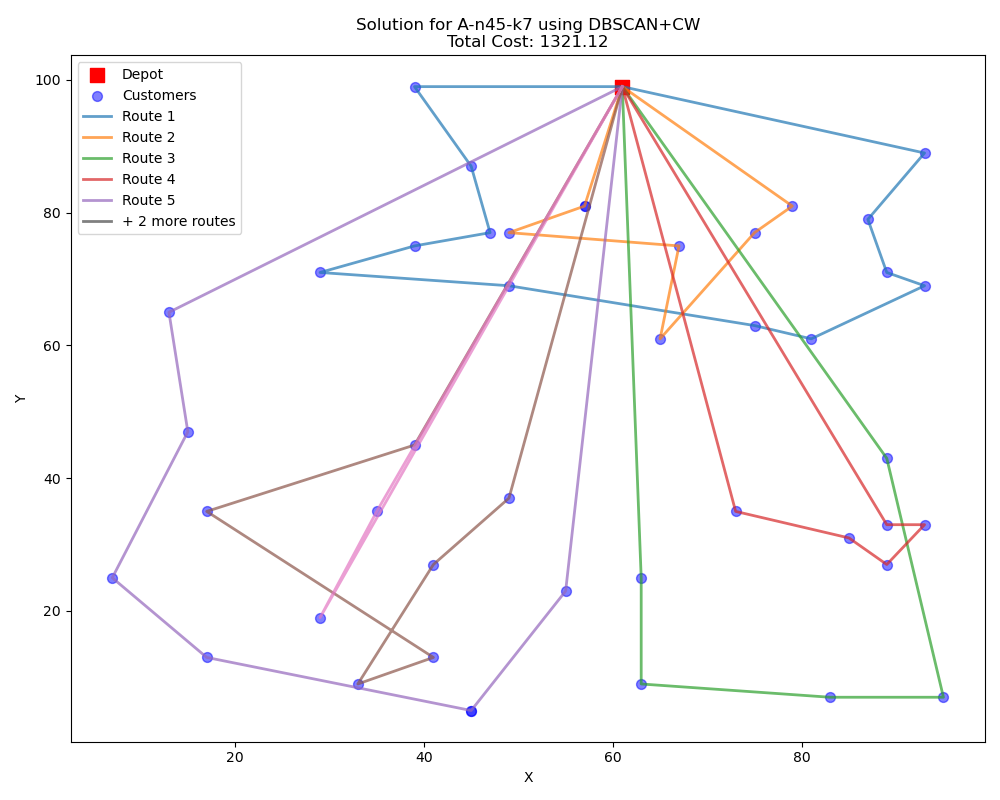 Solution for A-n45-k7 using DBSCAN+CW
Total Cost: 1321.12
Depot
Customers
Route 1
Route 2
Route 3
Route 4
Route 5
+ 2 more routes
Y
100
80
60
40
20
20 40 60 80
X